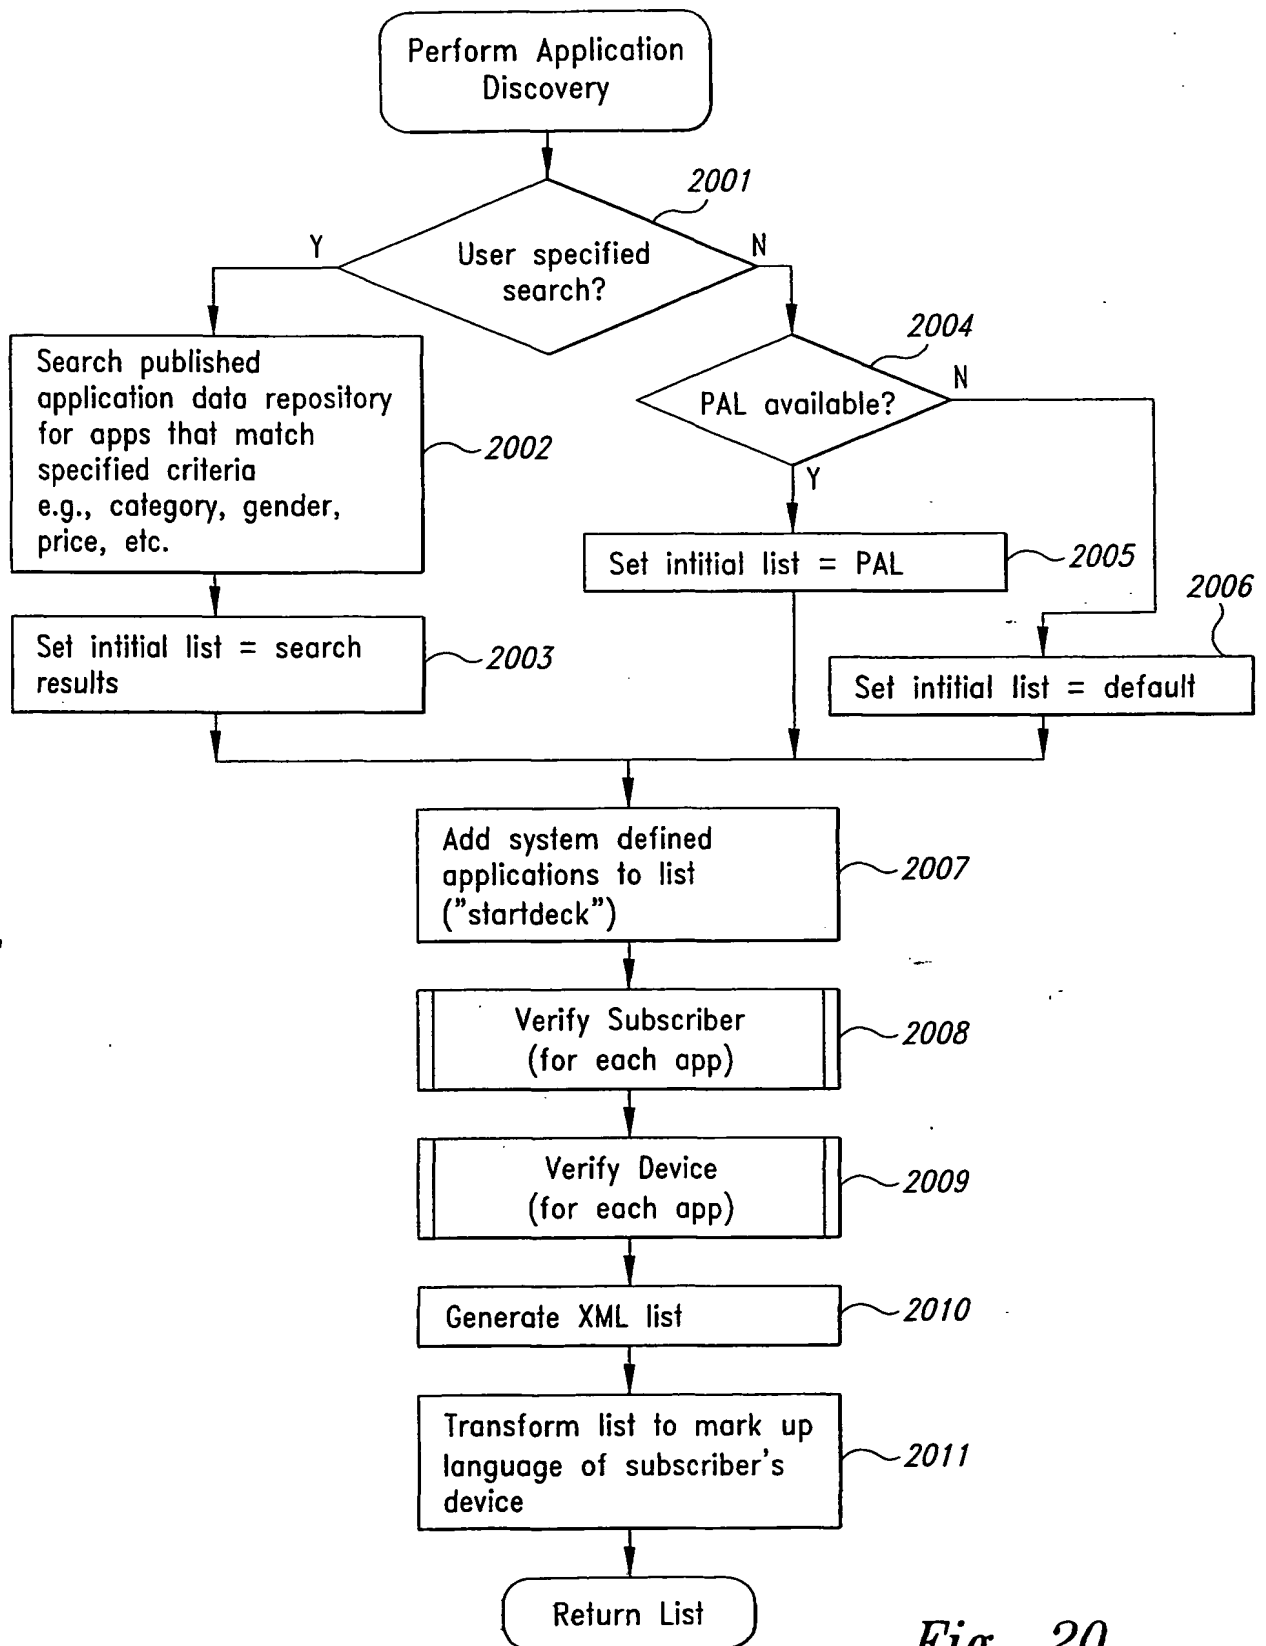 Perform Application
Discovery
2001
Y
User specified
search?
N
2004
Search published
application data repository
for apps that match
specified criteria
e.g., category, gender,
price, etc.
2002
PAL available?
N
Y
Set intitial list = PAL
2005
2006
Set intitial list = search
results
2003
Set intitial list = default
Add system defined
applications to list
("startdeck")
2007
Verify Subscriber
(for each app)
2008
Verify Device
(for each app)
2009
Generate XML list
2010
Transform list to mark up
language of subscriber's
device
2011
Return List
Fig. 20